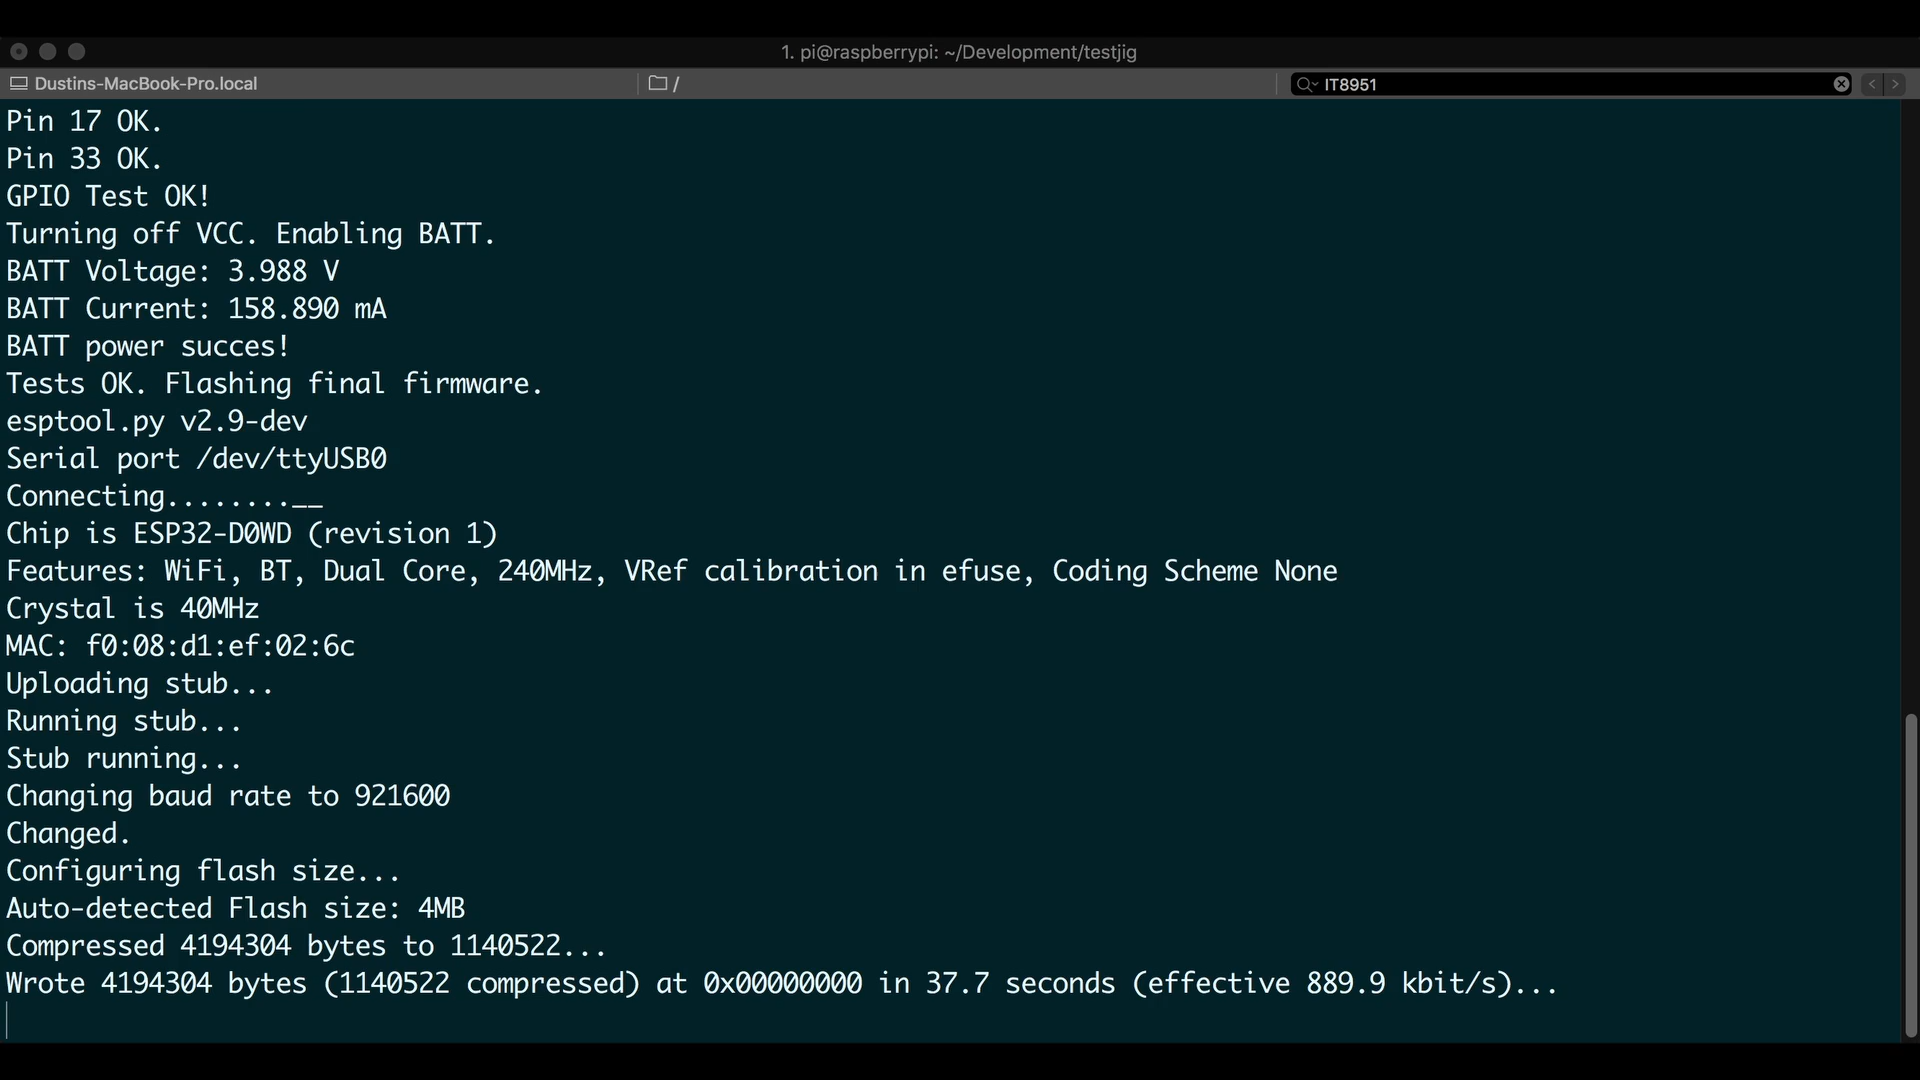 1. pi@raspberrypi: ~/Development/testjig
Dustins-MacBook-Pro.local
/
IT8951
Pin 17 OK.
Pin 33 OK.
GPIO Test OK!
Turning off VCC. Enabling BATT.
BATT Voltage: 3.988 V
BATT Current: 158.890 mA
BATT power succes!
Tests OK. Flashing final firmware.
esptool.py v2.9-dev
Serial port /dev/ttyUSB0
Connecting........__
Chip is ESP32-D0WD (revision 1)
Features: WiFi, BT, Dual Core, 240MHz, VRef calibration in efuse, Coding Scheme None
Crystal is 40MHz
MAC: f0:08:d1:ef:02:6c
Uploading stub...
Running stub...
Stub running...
Changing baud rate to 921600
Changed.
Configuring flash size...
Auto-detected Flash size: 4MB
Compressed 4194304 bytes to 1140522...
Wrote 4194304 bytes (1140522 compressed) at 0x00000000 in 37.7 seconds (effective 889.9 kbit/s)...